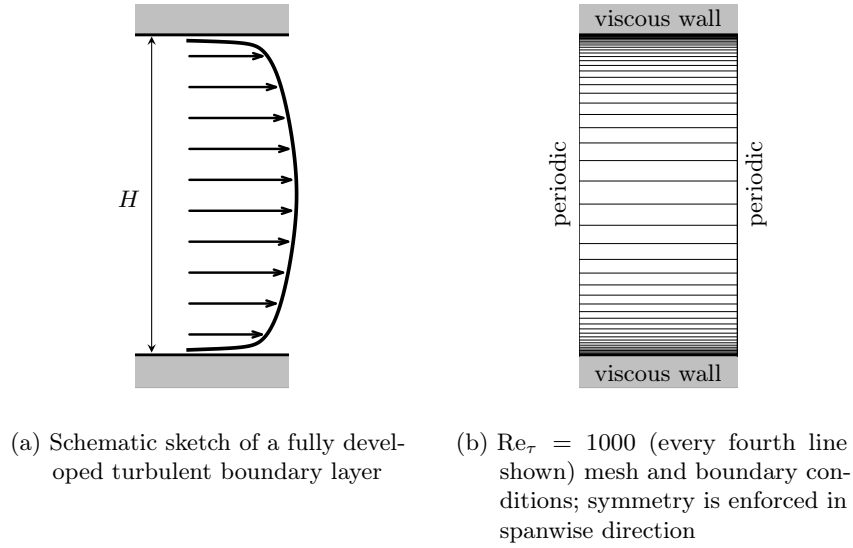 H
(a) Schematic sketch of a fully devel-
oped turbulent boundary layer
viscous wall
periodic
periodic
viscous wall
(b) Reτ = 1000 (every fourth line
shown) mesh and boundary con-
ditions; symmetry is enforced in
spanwise direction